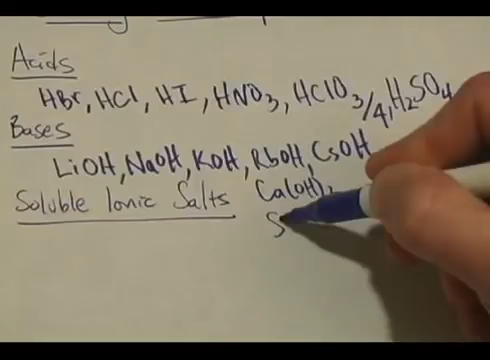 Acids
HBr, HCl, HI, HNO3, HClO3/4, H2SO4
Bases
LiOH, NaOH, KOH, RbOH, CsOH
Soluble Ionic Salts Ca(OH)2
S